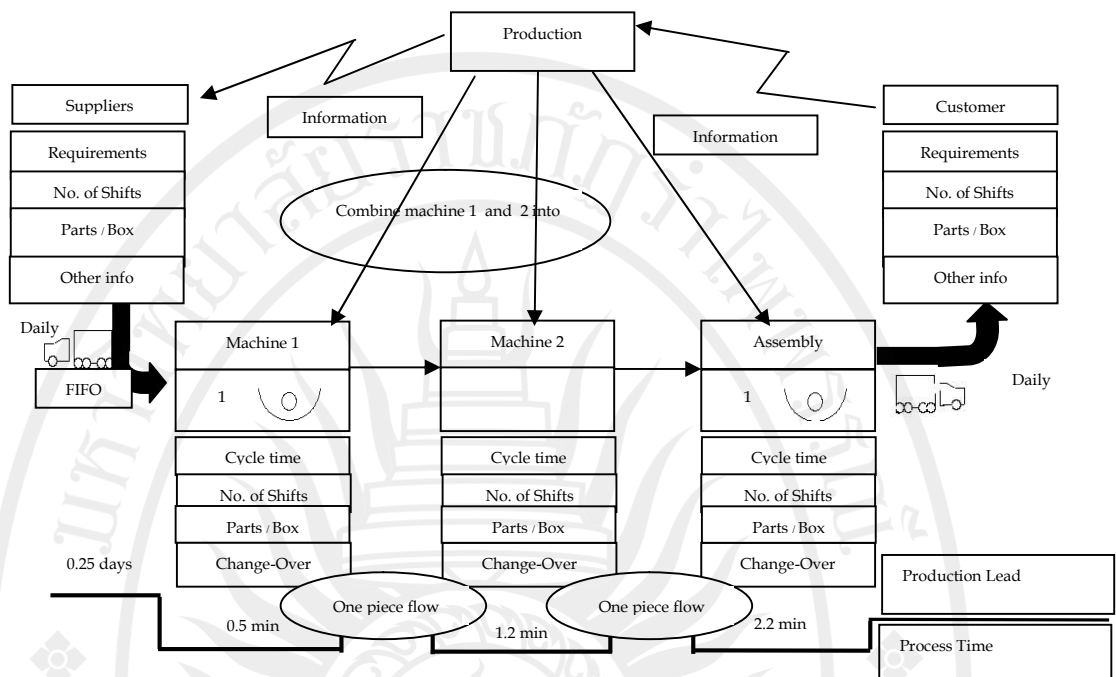 Production
Suppliers
Information
Information
Customer
Requirements
No. of Shifts
Parts / Box
Other info
Requirements
No. of Shifts
Parts / Box
Other info
Combine machine 1 and 2 into
Daily
FIFO
Machine 1
1
Machine 2
Assembly
1
Daily
Cycle time
No. of Shifts
Parts / Box
Change-Over
Cycle time
No. of Shifts
Parts / Box
Change-Over
Cycle time
No. of Shifts
Parts / Box
Change-Over
0.25 days
0.5 min
One piece flow
1.2 min
One piece flow
2.2 min
Production Lead
Process Time